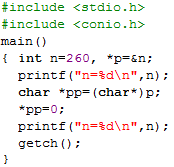 #include <stdio.h>
#include <conio.h>
main()
{ int n=260, *p=&n;
printf("n=%d\n",n);
char *pp=(char*)p;
*pp=0;
printf("n=%d\n",n);
getch();
}